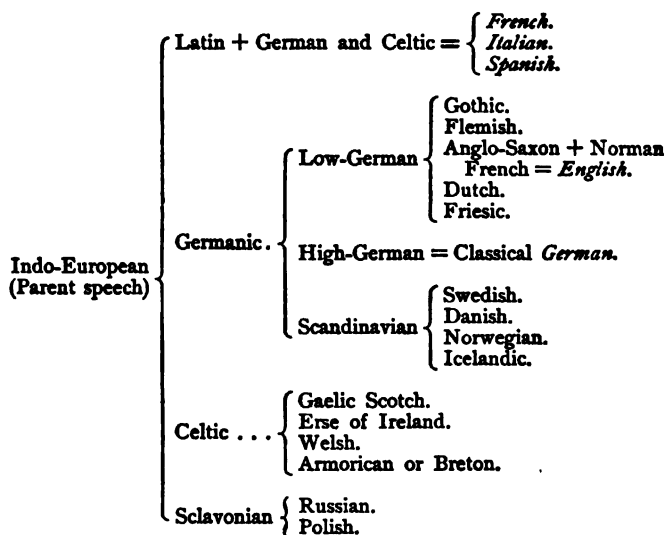 Latin + German and Celtic =
French.
Italian.
Spanish.
Indo-European
(Parent speech)
Germanic .
Low-German
Gothic.
Flemish.
Anglo-Saxon + Norman
French = English.
Dutch.
Friesic.
High-German = Classical German.
Scandinavian
Swedish.
Danish.
Norwegian.
Icelandic.
Celtic ...
Gaelic Scotch.
Erse of Ireland.
Welsh.
Armorican or Breton.
Sclavonian
Russian.
Polish.